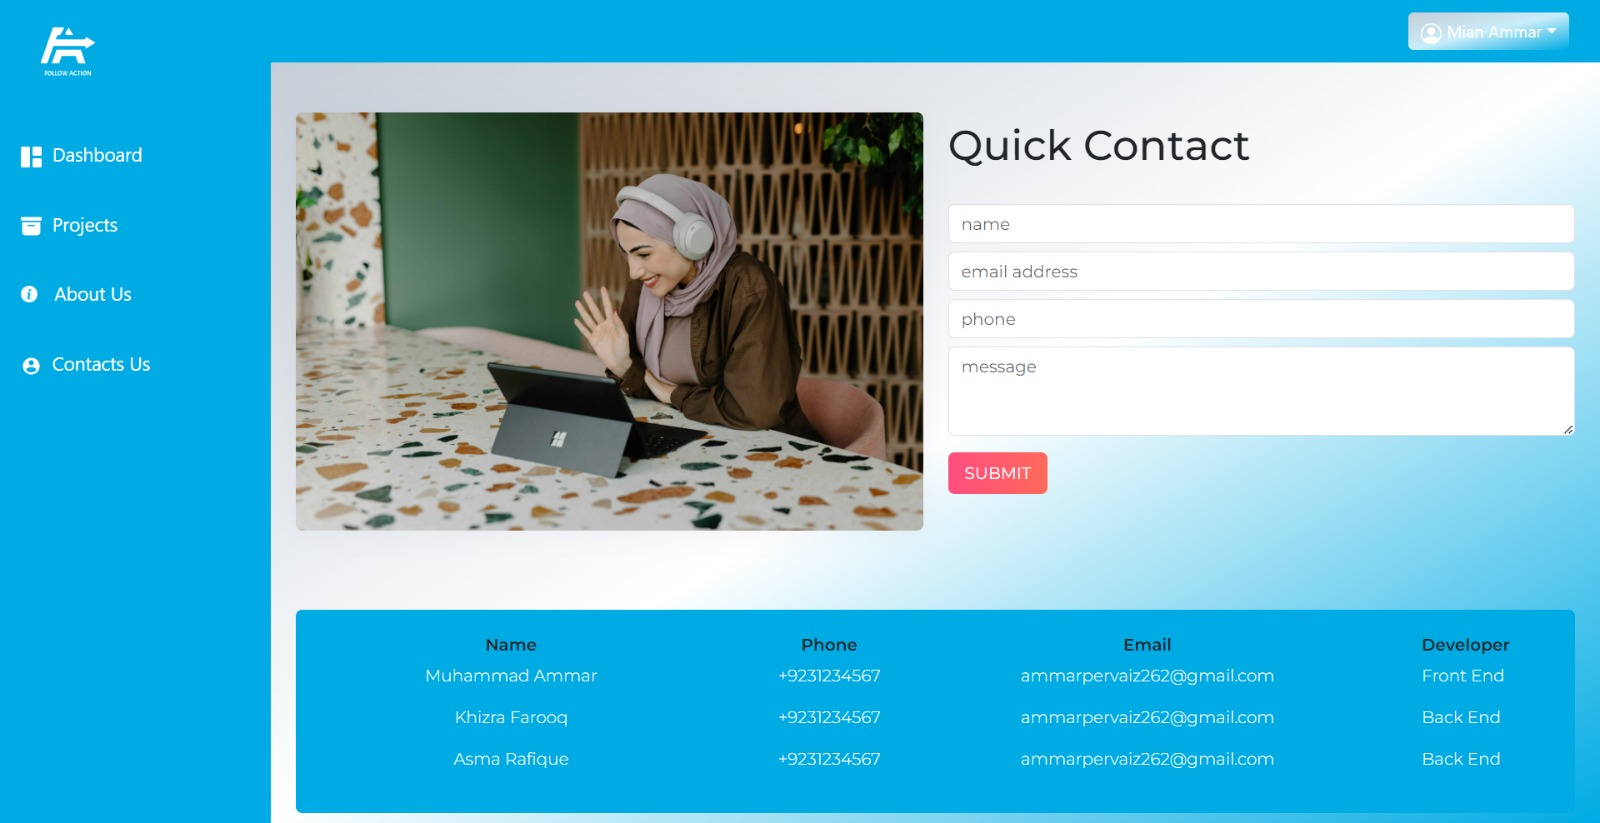 FOLLOW ACTION
Mian Ammar
Dashboard
Projects
About Us
Contacts Us
Quick Contact
name
email address
phone
message
SUBMIT
Name Phone Email Developer
Muhammad Ammar +9231234567 ammarpervaiz262@gmail.com Front End
Khizra Farooq +9231234567 ammarpervaiz262@gmail.com Back End
Asma Rafique +9231234567 ammarpervaiz262@gmail.com Back End